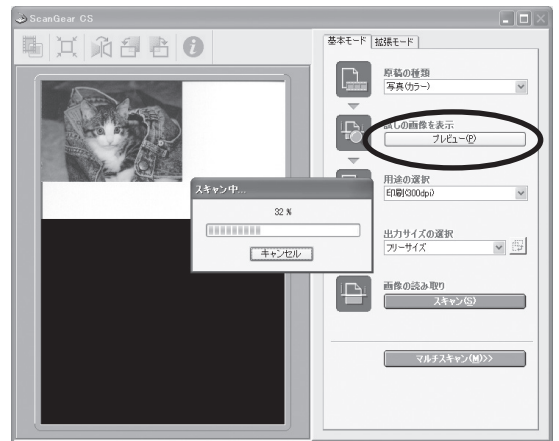 ScanGear CS
基本モード
拡張モード
原稿の種類
写真(カラー)
試しの画像を表示
プレビュー(P)
用途の選択
印刷(300dpi)
出力サイズの選択
フリーサイズ
画像の読み取り
スキャン(S)
マルチスキャン(M)>>
スキャン中...
32 %
キャンセル